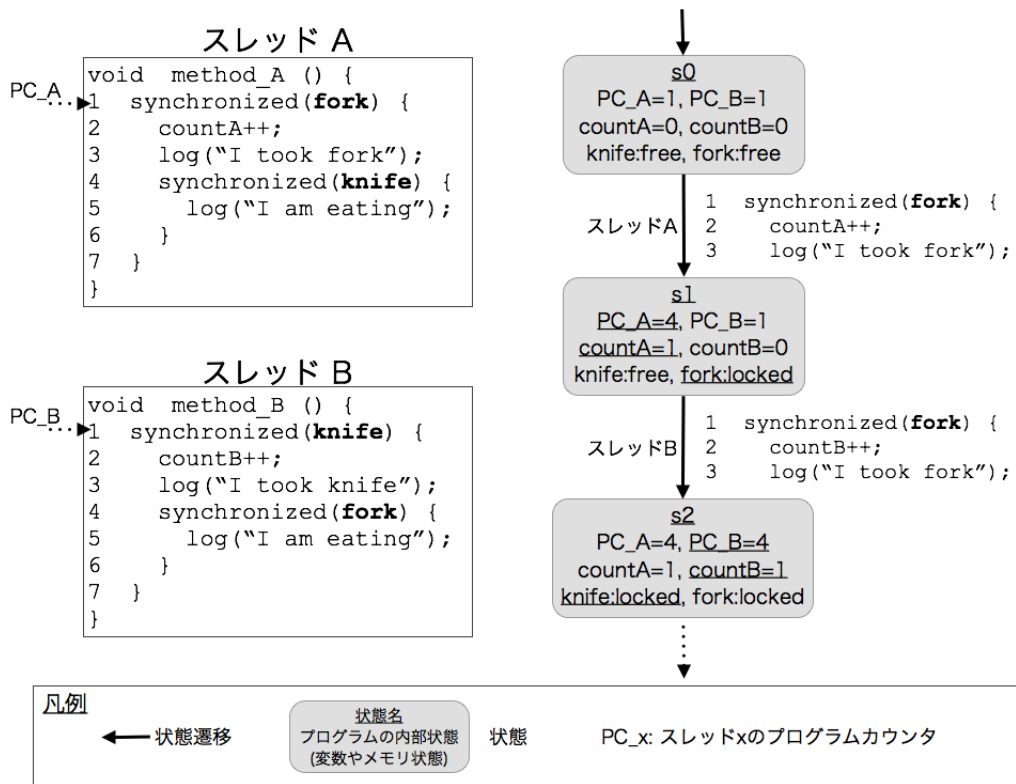 スレッド A
PC_A
void  method_A () {
1  synchronized(fork) {
2    countA++;
3    log("I took fork");
4    synchronized(knife) {
5      log("I am eating");
6    }
7  }
}
スレッド B
PC_B
void  method_B () {
1  synchronized(knife) {
2    countB++;
3    log("I took knife");
4    synchronized(fork) {
5      log("I am eating");
6    }
7  }
}
s0
PC_A=1, PC_B=1
countA=0, countB=0
knife:free, fork:free
スレッドA
1  synchronized(fork) {
2    countA++;
3    log("I took fork");
s1
PC_A=4, PC_B=1
countA=1, countB=0
knife:free, fork:locked
スレッドB
1  synchronized(fork) {
2    countB++;
3    log("I took fork");
s2
PC_A=4, PC_B=4
countA=1, countB=1
knife:locked, fork:locked
凡例
状態遷移
状態名
プログラムの内部状態
(変数やメモリ状態)
状態
PC_x: スレッドxのプログラムカウンタ